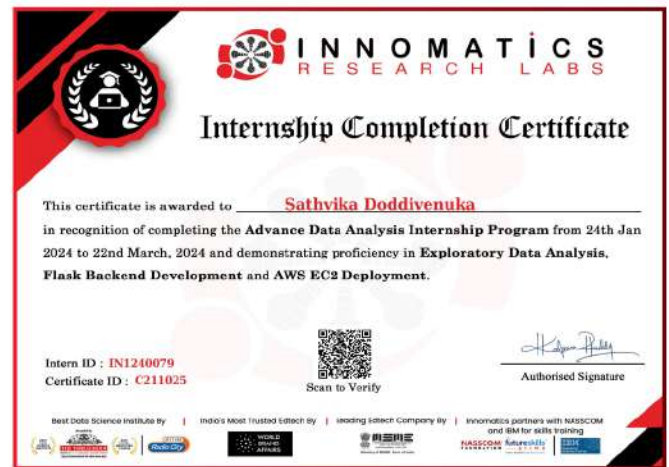 INNOMATICS
RESEARCH LABS
Internship Completion Certificate
This certificate is awarded to Sathvika Doddivenuka
in recognition of completing the Advance Data Analysis Internship Program from 24th Jan
2024 to 22nd March, 2024 and demonstrating proficiency in Exploratory Data Analysis,
Flask Backend Development and AWS EC2 Deployment.
Intern ID : IN1240079
Certificate ID : C211025
Scan to Verify
Authorised Signature
Best Data Science Institute By | India's Most Trusted Edtech By | leading Edtech Company By | Innomatics partners with NASSCOM
and IBM for skills training
Radio City
WORLD
BRAND
AFFAIRS
NASSCOM
FOUNDATION
futureskills
IBM